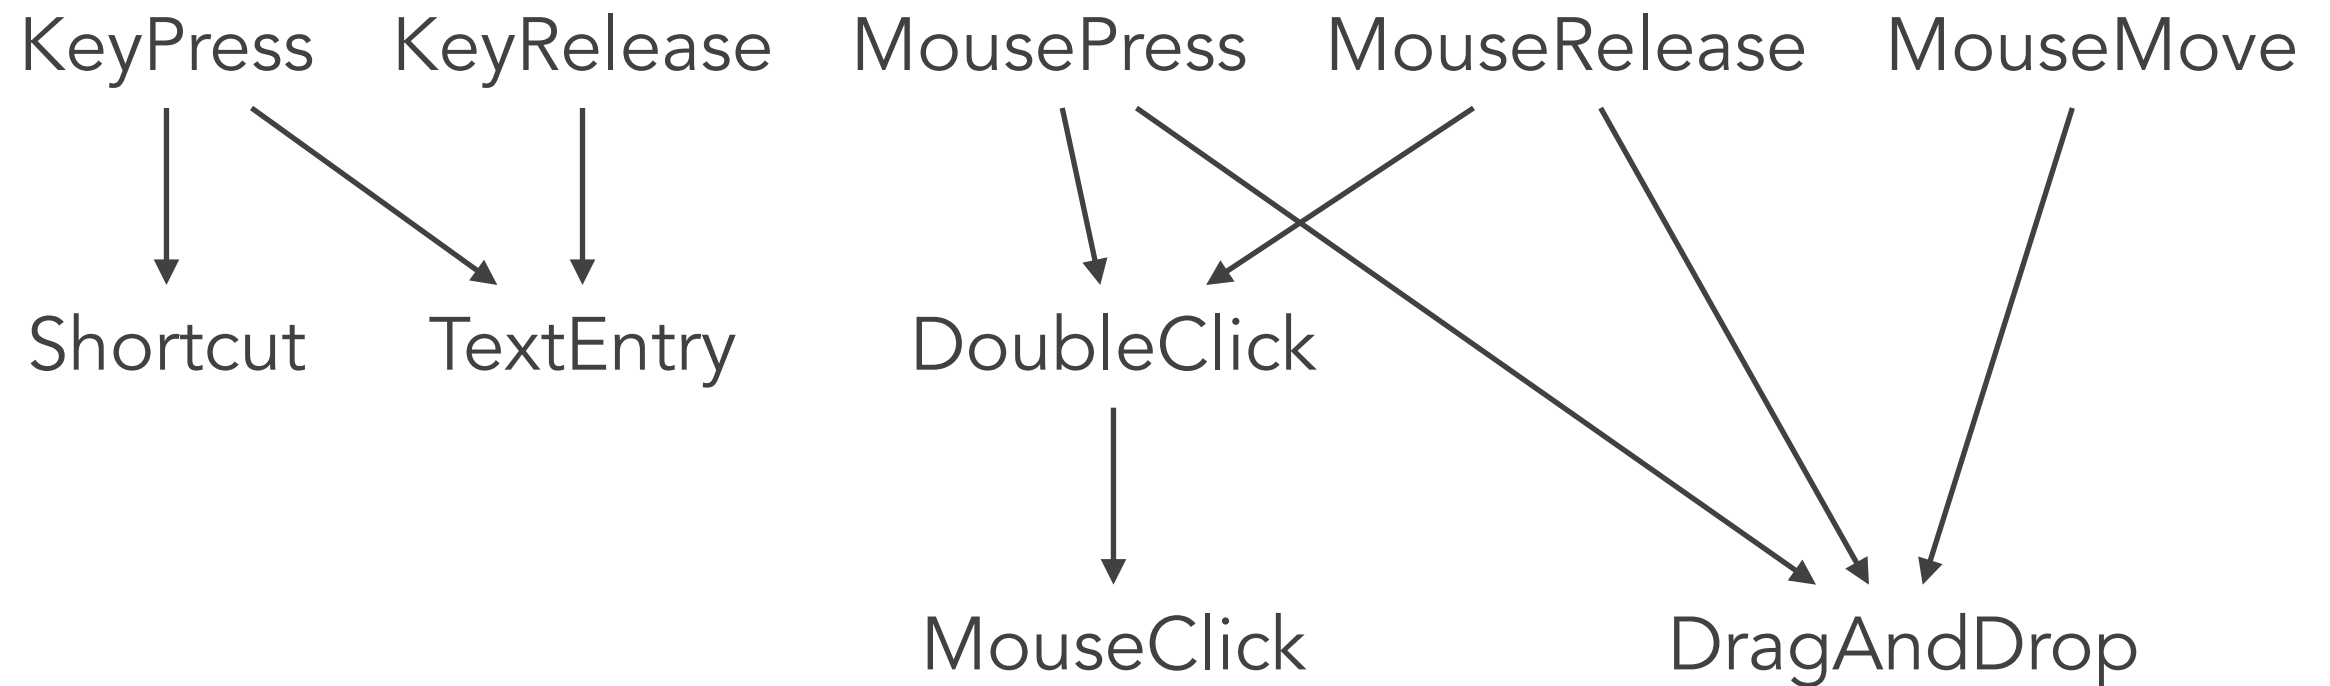 KeyPress KeyRelease MousePress MouseRelease MouseMove
Shortcut TextEntry DoubleClick
MouseClick DragAndDrop